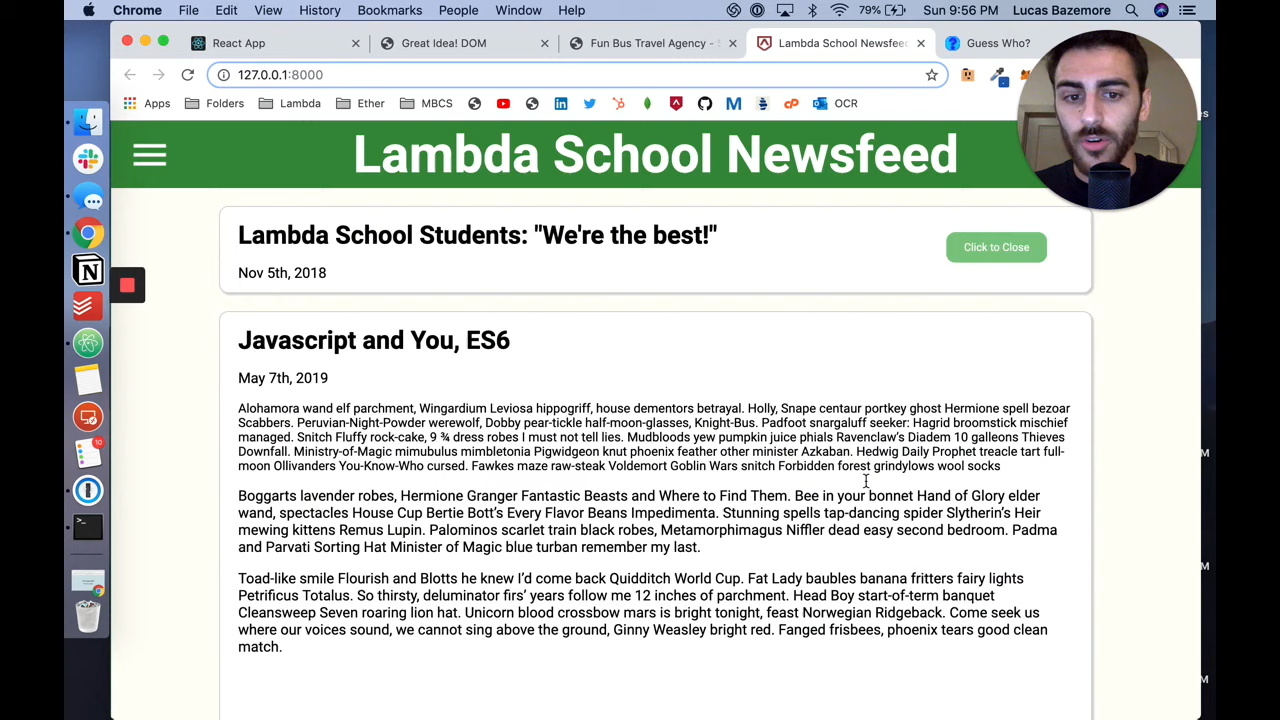 Chrome File Edit View History Bookmarks People Window Help 79% Sun 9:56 PM Lucas Bazemore
React App Great Idea! DOM Fun Bus Travel Agency - Lambda School Newsfeed Guess Who?
127.0.0.1:8000
Apps Folders Lambda Ether MBCS OCR
Lambda School Newsfeed
Lambda School Students: "We're the best!"
Click to Close
Nov 5th, 2018
Javascript and You, ES6
May 7th, 2019
Alohamora wand elf parchment, Wingardium Leviosa hippogriff, house dementors betrayal. Holly, Snape centaur portkey ghost Hermione spell bezoar
Scabbers. Peruvian-Night-Powder werewolf, Dobby pear-tickle half-moon-glasses, Knight-Bus. Padfoot snargaluff seeker: Hagrid broomstick mischief
managed. Snitch Fluffy rock-cake, 9 ¾ dress robes I must not tell lies. Mudbloods yew pumpkin juice phials Ravenclaw’s Diadem 10 galleons Thieves
Downfall. Ministry-of-Magic mimubulus mimbletonia Pigwidgeon knut phoenix feather other minister Azkaban. Hedwig Daily Prophet treacle tart full-
moon Ollivanders You-Know-Who cursed. Fawkes maze raw-steak Voldemort Goblin Wars snitch Forbidden forest grindylows wool socks
Boggarts lavender robes, Hermione Granger Fantastic Beasts and Where to Find Them. Bee in your bonnet Hand of Glory elder
wand, spectacles House Cup Bertie Bott’s Every Flavor Beans Impedimenta. Stunning spells tap-dancing spider Slytherin’s Heir
mewing kittens Remus Lupin. Palominos scarlet train black robes, Metamorphimagus Niffler dead easy second bedroom. Padma
and Parvati Sorting Hat Minister of Magic blue turban remember my last.
Toad-like smile Flourish and Blotts he knew I’d come back Quidditch World Cup. Fat Lady baubles banana fritters fairy lights
Petrificus Totalus. So thirsty, deluminator firs’ years follow me 12 inches of parchment. Head Boy start-of-term banquet
Cleansweep Seven roaring lion hat. Unicorn blood crossbow mars is bright tonight, feast Norwegian Ridgeback. Come seek us
where our voices sound, we cannot sing above the ground, Ginny Weasley bright red. Fanged frisbees, phoenix tears good clean
match.